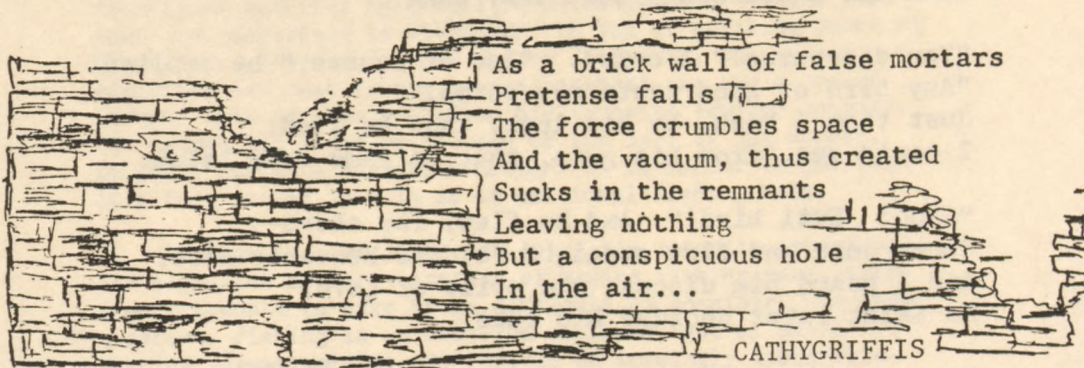 As a brick wall of false mortars
Pretense falls
The force crumbles space
And the vacuum, thus created
Sucks in the remnants
Leaving nothing
But a conspicuous hole
In the air...
CATHYGRIFFIS